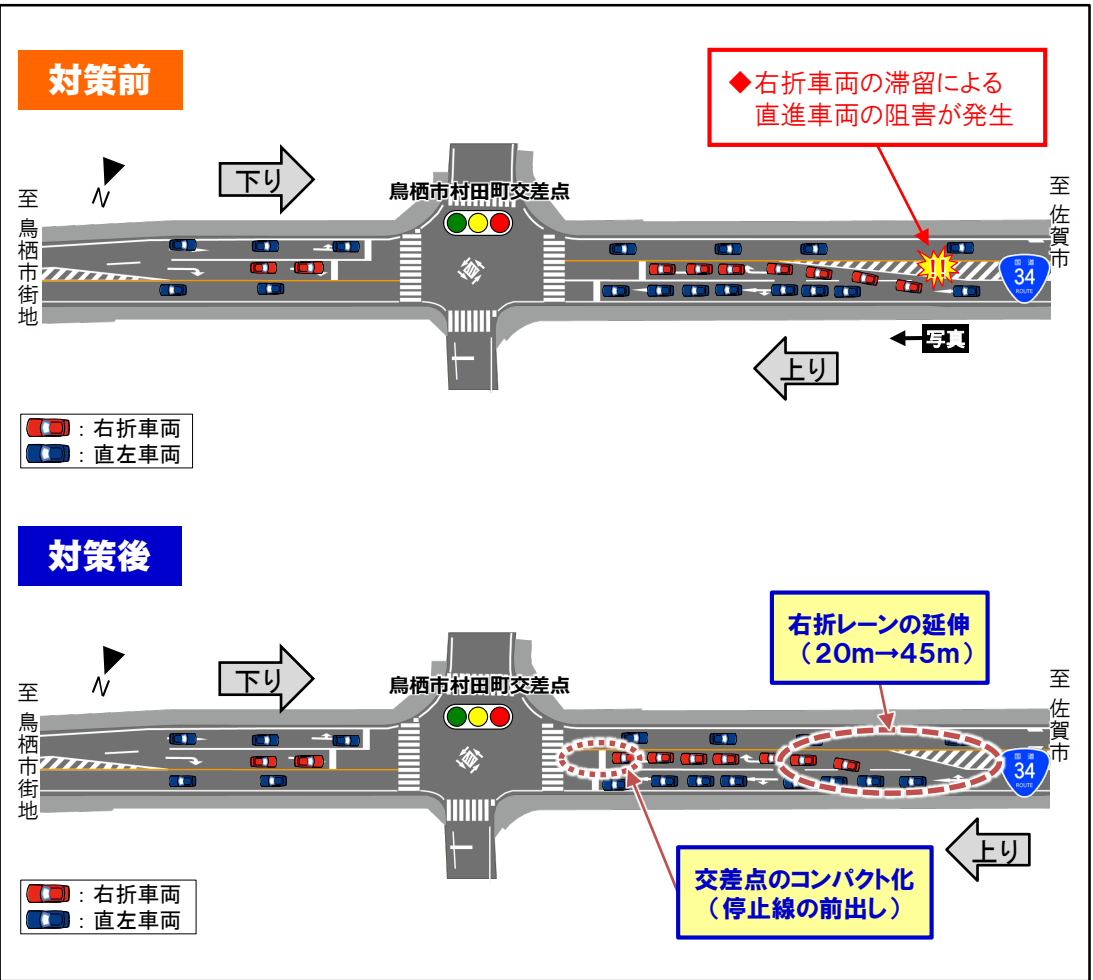 対策前
◆右折車両の滞留による
直進車両の阻害が発生
N
下り
鳥栖市村田町交差点
至 鳥栖市街地
至 佐賀市
国道
34
ROUTE
!!
写真
上り
：右折車両
：直左車両
対策後
右折レーンの延伸
（20m→45m）
N
下り
鳥栖市村田町交差点
至 鳥栖市街地
至 佐賀市
国道
34
ROUTE
上り
交差点のコンパクト化
（停止線の前出し）
：右折車両
：直左車両